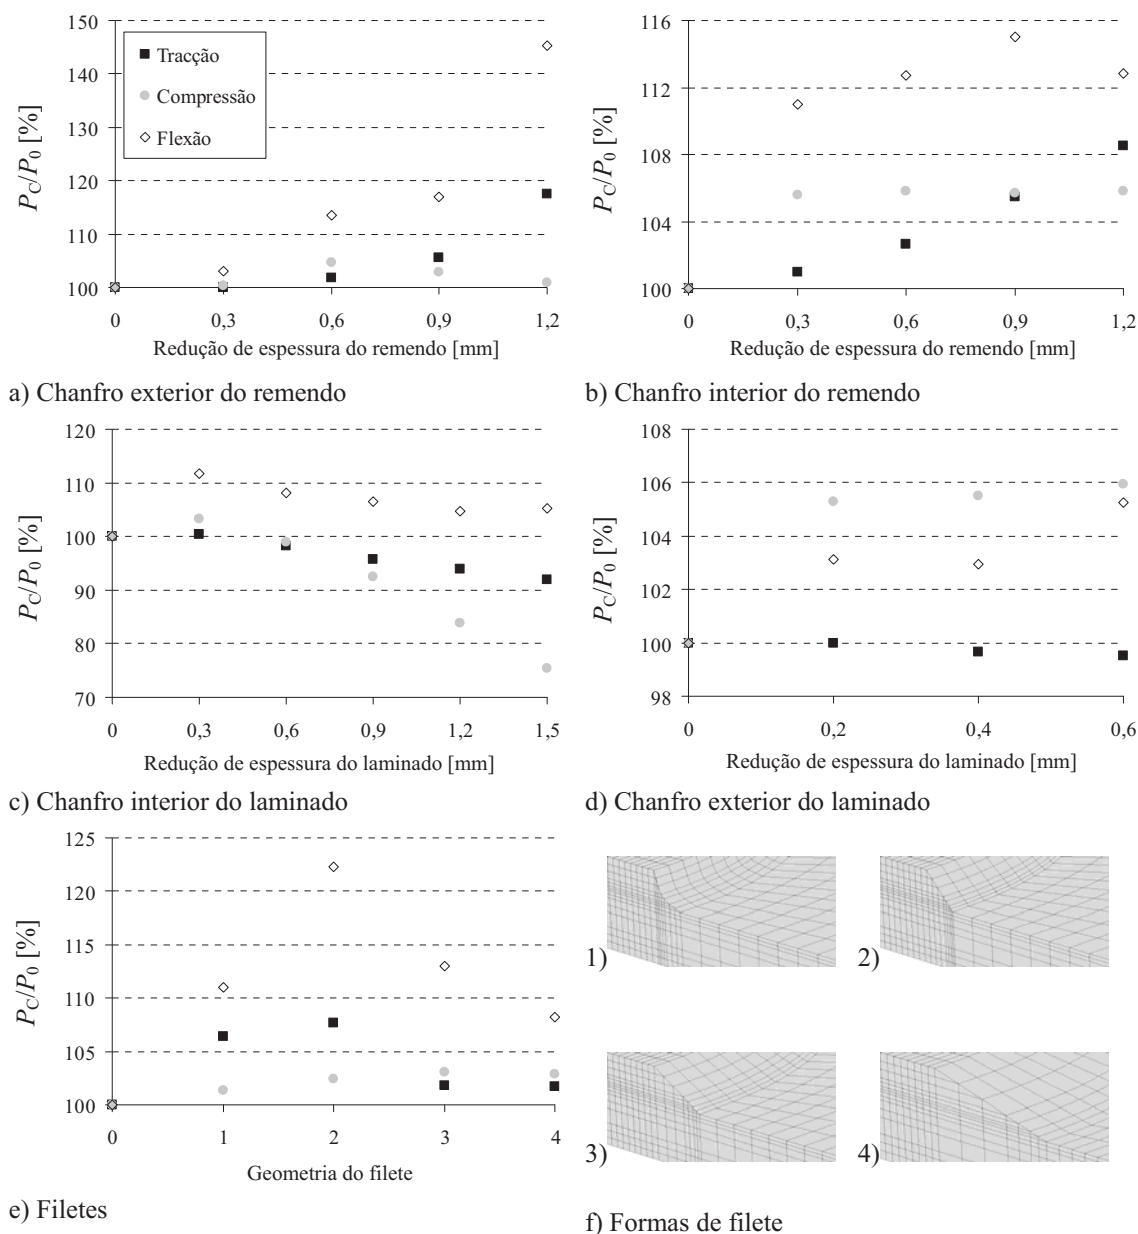 150
140
130
120
110
100
P_C/P_0 [%]
Tracção
Compressão
Flexão
0 0,3 0,6 0,9 1,2
Redução de espessura do remendo [mm]
a) Chanfro exterior do remendo
116
112
108
104
100
P_C/P_0 [%]
0 0,3 0,6 0,9 1,2
Redução de espessura do remendo [mm]
b) Chanfro interior do remendo
120
110
100
90
80
70
P_C/P_0 [%]
0 0,3 0,6 0,9 1,2 1,5
Redução de espessura do laminado [mm]
c) Chanfro interior do laminado
108
106
104
102
100
98
P_C/P_0 [%]
0 0,2 0,4 0,6
Redução de espessura do laminado [mm]
d) Chanfro exterior do laminado
125
120
115
110
105
100
P_C/P_0 [%]
0 1 2 3 4
Geometria do filete
e) Filetes
1)
2)
3)
4)
f) Formas de filete